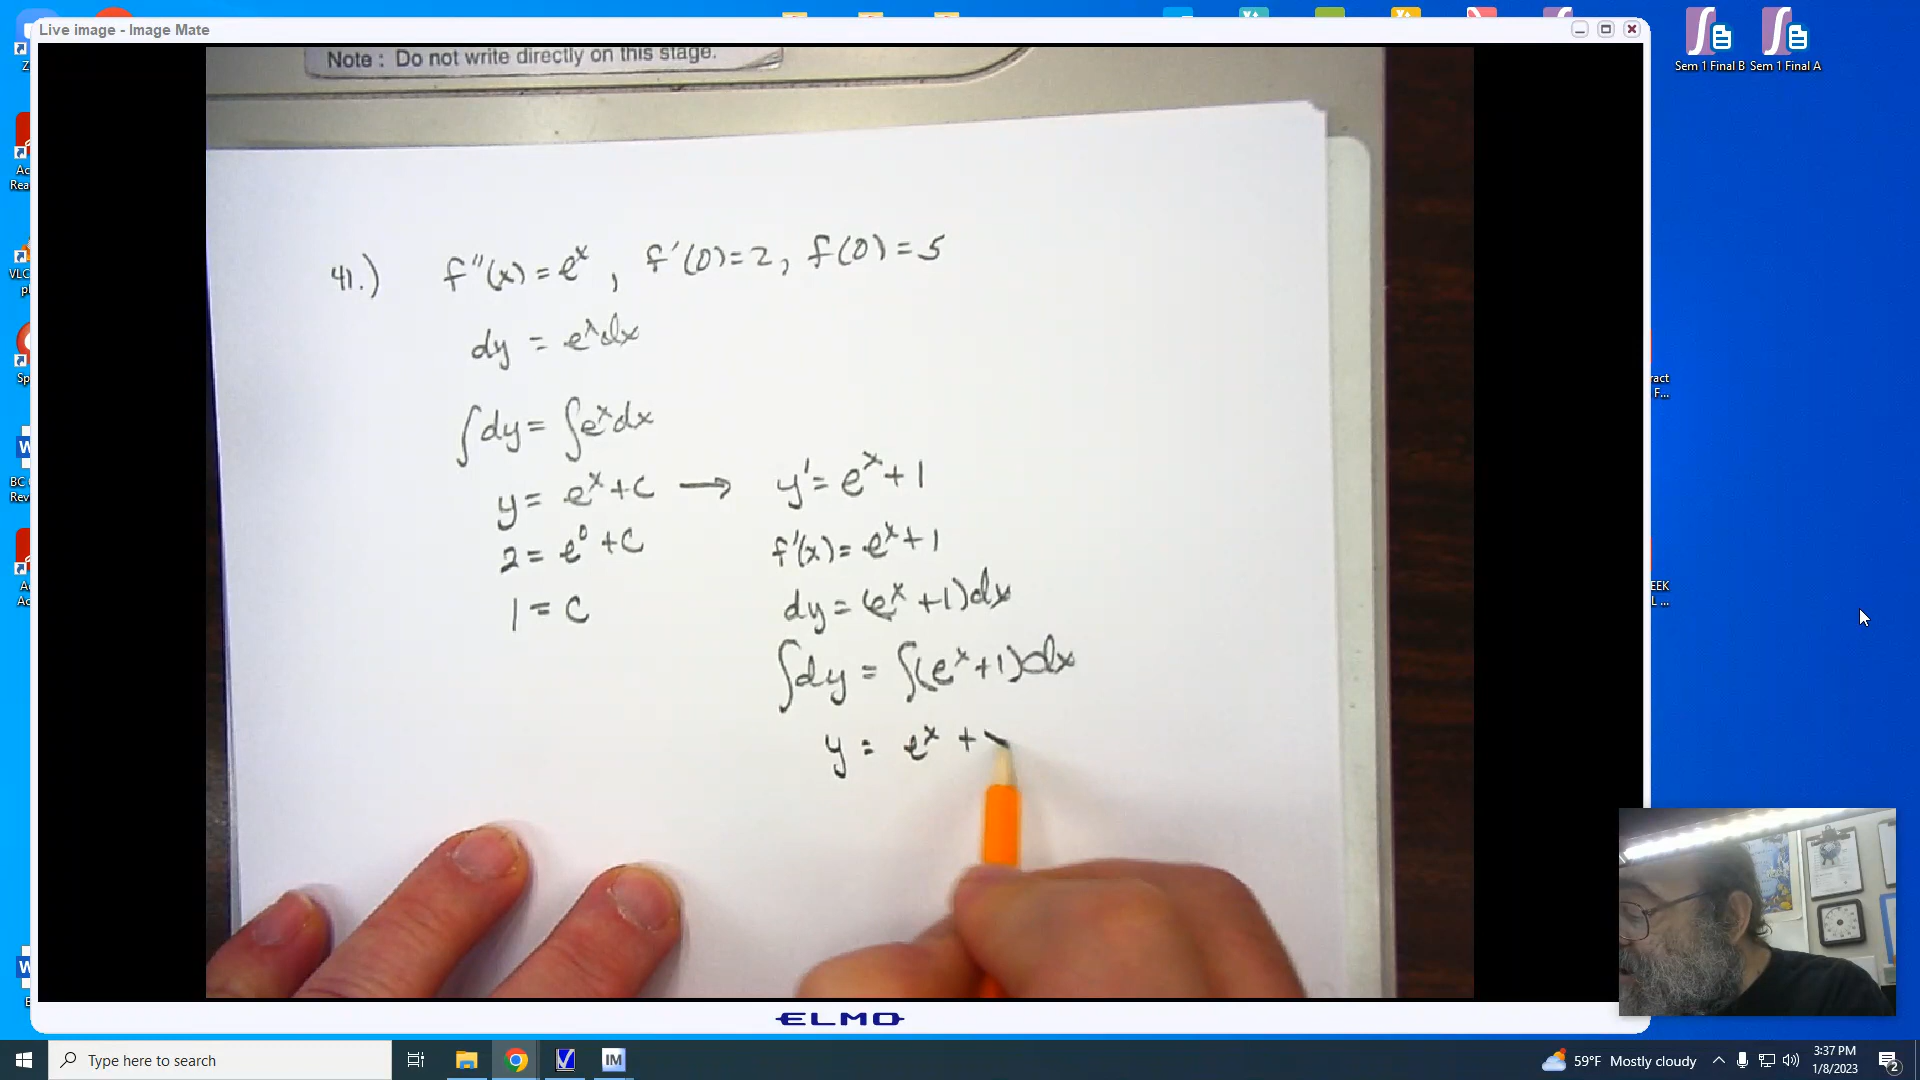 Live image - Image Mate
Note : Do not write directly on this stage.
Sem 1 Final B
Sem 1 Final A
41.) f''(x) = e^x , f'(0)=2, f(0)=5
dy = e^x dx
∫dy = ∫e^x dx
y = e^x + c → y' = e^x + 1
2 = e^0 + c
f'(x) = e^x + 1
1 = c
dy = (e^x + 1)dx
∫dy = ∫(e^x + 1)dx
y = e^x +
ELMO
Type here to search
IM
59°F Mostly cloudy
3:37 PM
1/8/2023
2